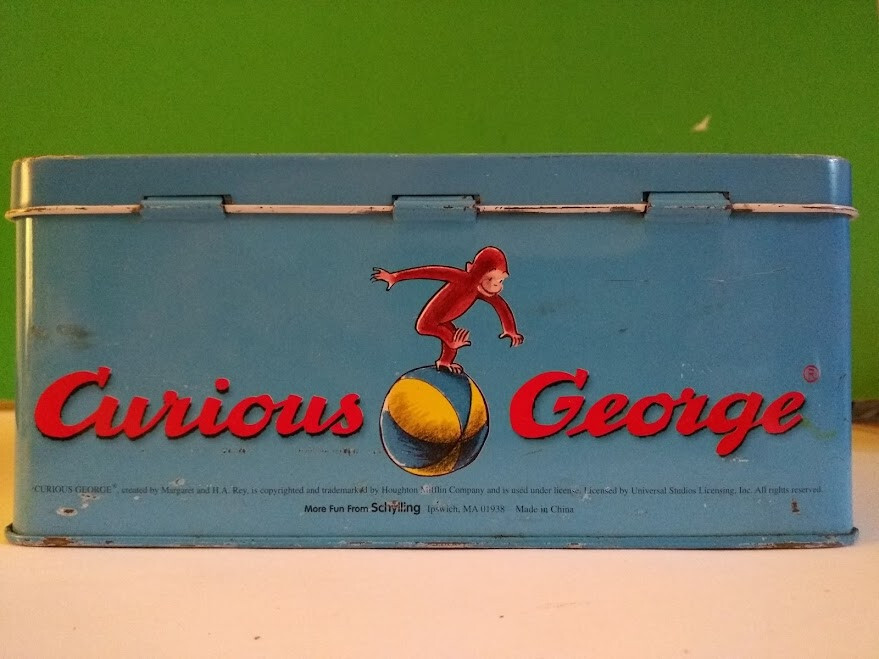 Curious George®
CURIOUS GEORGE®, created by Margaret and H.A. Rey, is copyrighted and trademarked by Houghton Mifflin Company and is used under license. Licensed by Universal Studios Licensing, Inc. All rights reserved.
More Fun From Schylling Ipswich, MA 01938 Made in China